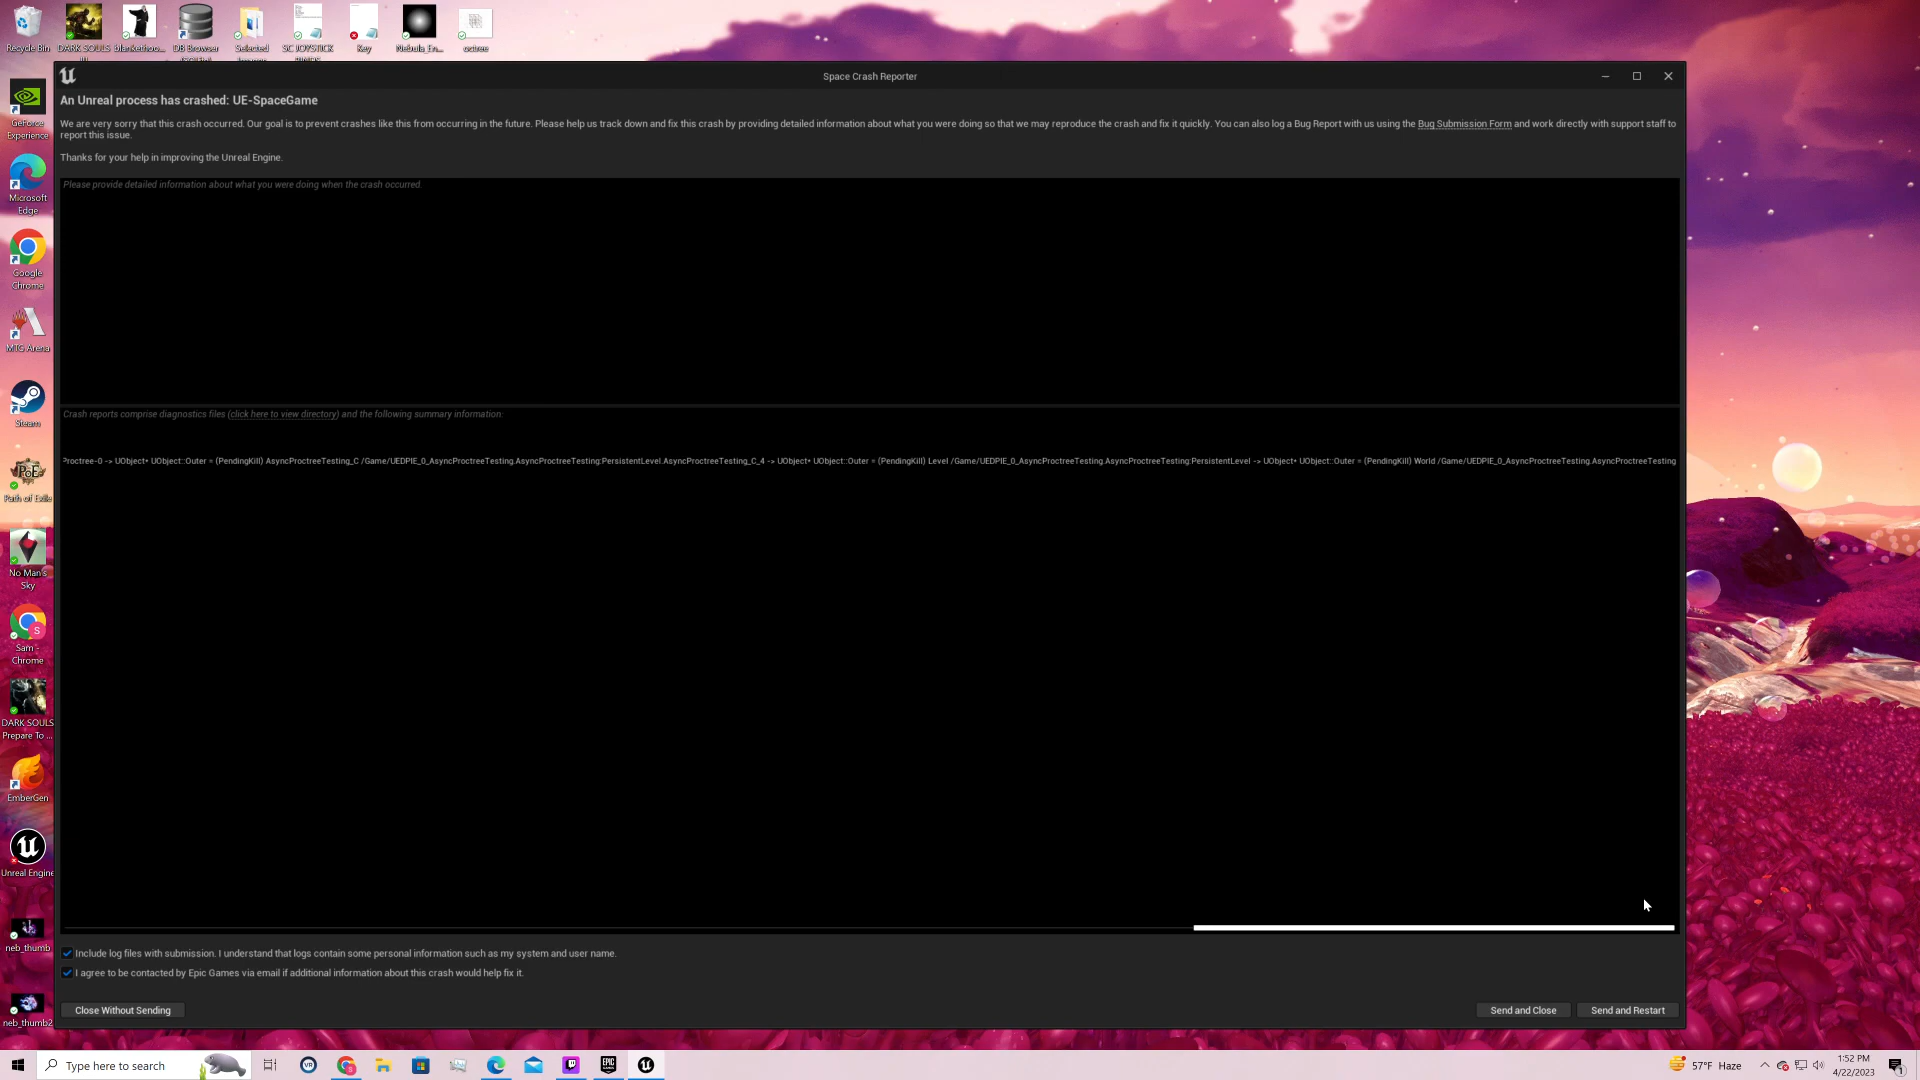 Recycle Bin
DARK SOULS
III
blankethoo...
DB Browser
Selected
SC JOYSTICK
BINDS
Key
Nebula_En...
octree
GeForce
Experience
Microsoft
Edge
Google
Chrome
MTG Arena
Steam
Path of Exile
No Man's
Sky
Sam -
Chrome
DARK SOULS
Prepare To ...
EmberGen
Unreal Engine
neb_thumb
neb_thumb2
Space Crash Reporter
An Unreal process has crashed: UE-SpaceGame
We are very sorry that this crash occurred. Our goal is to prevent crashes like this from occurring in the future. Please help us track down and fix this crash by providing detailed information about what you were doing so that we may reproduce the crash and fix it quickly. You can also log a Bug Report with us using the Bug Submission Form and work directly with support staff to
report this issue.
Thanks for your help in improving the Unreal Engine.
Please provide detailed information about what you were doing when the crash occurred.
Crash reports comprise diagnostics files (click here to view directory) and the following summary information:
Proctree-0 -> UObject* UObject::Outer = (PendingKill) AsyncProctreeTesting_C /Game/UEDPIE_0_AsyncProctreeTesting.AsyncProctreeTesting:PersistentLevel.AsyncProctreeTesting_C_4 -> UObject* UObject::Outer = (PendingKill) Level /Game/UEDPIE_0_AsyncProctreeTesting.AsyncProctreeTesting:PersistentLevel -> UObject* UObject::Outer = (PendingKill) World /Game/UEDPIE_0_AsyncProctreeTesting.AsyncProctreeTesting
Include log files with submission. I understand that logs contain some personal information such as my system and user name.
I agree to be contacted by Epic Games via email if additional information about this crash would help fix it.
Close Without Sending
Send and Close
Send and Restart
Type here to search
57°F Haze
1:52 PM
4/22/2023